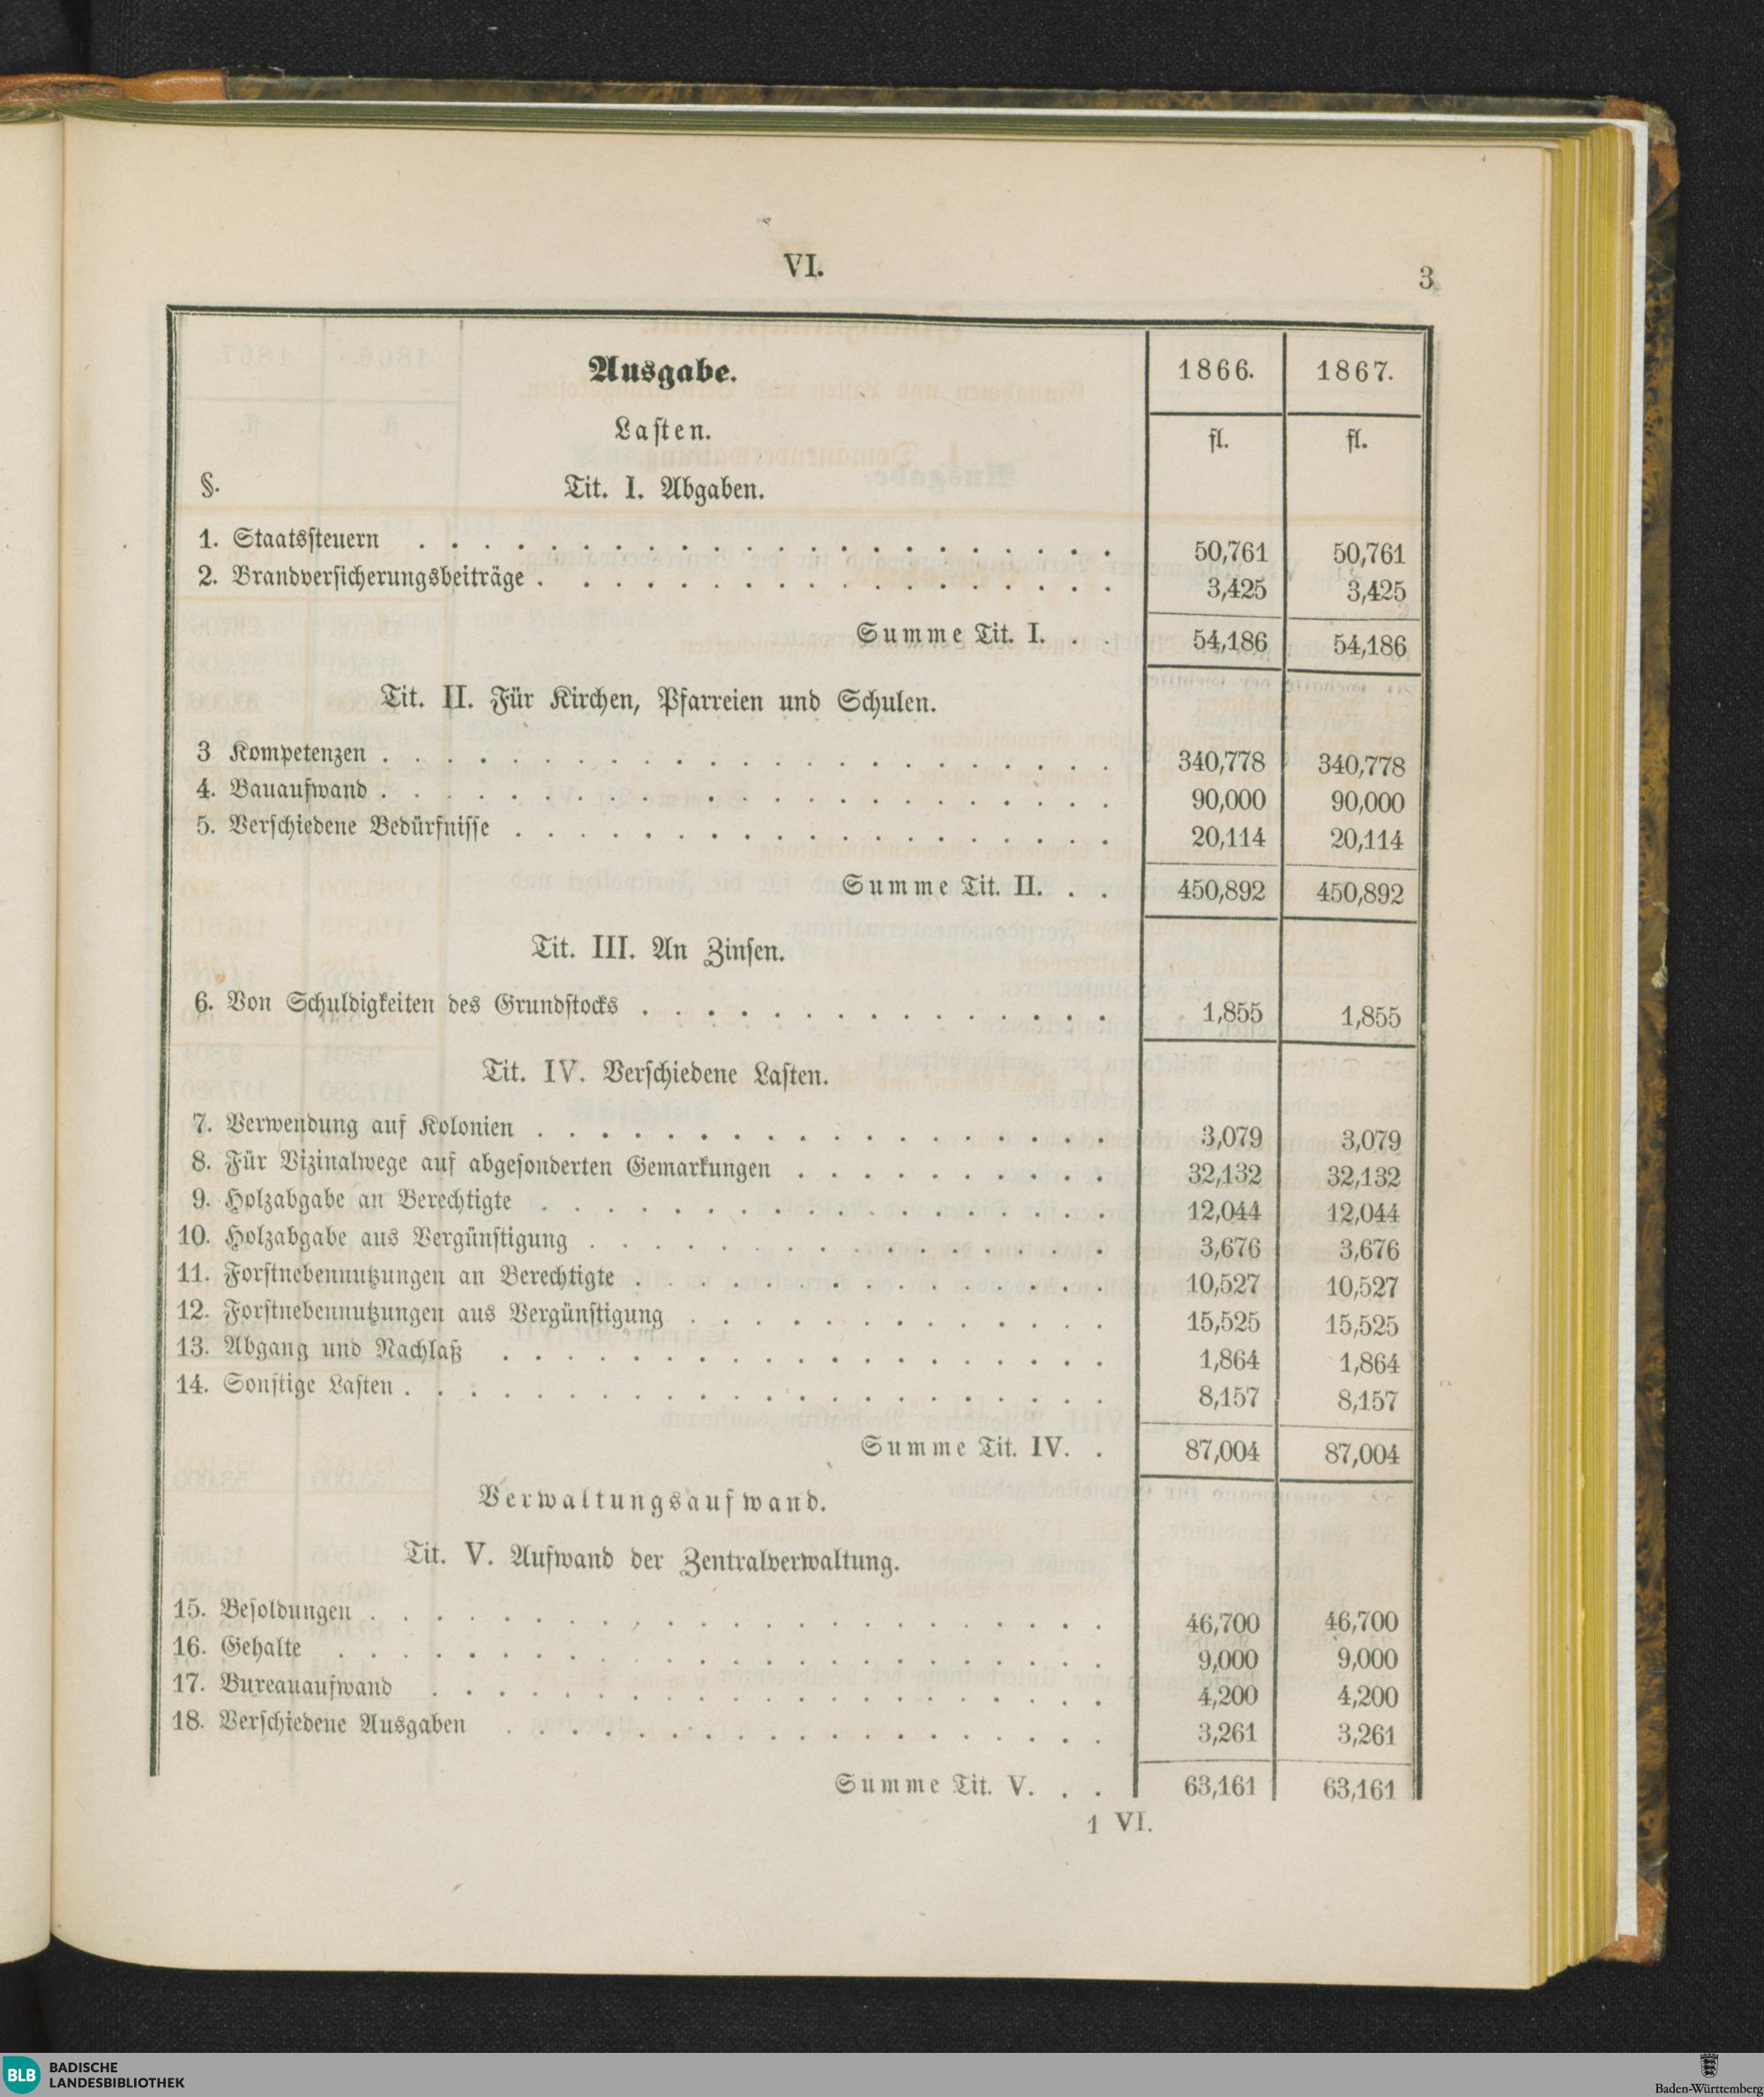 VI.
3
Ausgabe. 1866. 1867.
Laſten. fl. fl.
§. Tit. I. Abgaben.
1. Staatsſteuern . . . . . . . . . . . . . . . . . . . . . . 50,761 50,761
2. Brandverſicherungsbeiträge . . . . . . . . . . . . . . . . . . 3,425 3,425
Summe Tit. I. . . 54,186 54,186
Tit. II. Für Kirchen, Pfarreien und Schulen.
3 Kompetenzen . . . . . . . . . . . . . . . . . . . . . . . 340,778 340,778
4. Bauaufwand . . . . . . . . . . . . . . . . . . . . . . . 90,000 90,000
5. Verſchiedene Bedürfniſſe . . . . . . . . . . . . . . . . . . . 20,114 20,114
Summe Tit. II. . . 450,892 450,892
Tit. III. An Zinſen.
6. Von Schuldigkeiten des Grundſtocks . . . . . . . . . . . . . . . 1,855 1,855
Tit. IV. Verſchiedene Laſten.
7. Verwendung auf Kolonien . . . . . . . . . . . . . . . . . . 3,079 3,079
8. Für Vizinalwege auf abgeſonderten Gemarkungen . . . . . . . . . . 32,132 32,132
9. Holzabgabe an Berechtigte . . . . . . . . . . . . . . . . . . 12,044 12,044
10. Holzabgabe aus Vergünſtigung . . . . . . . . . . . . . . . . 3,676 3,676
11. Forſtnebennutzungen an Berechtigte . . . . . . . . . . . . . . . 10,527 10,527
12. Forſtnebennutzungen aus Vergünſtigung . . . . . . . . . . . . . 15,525 15,525
13. Abgang und Nachlaß . . . . . . . . . . . . . . . . . . . 1,864 1,864
14. Sonſtige Laſten . . . . . . . . . . . . . . . . . . . . . . 8,157 8,157
Summe Tit. IV. . 87,004 87,004
Verwaltungsaufwand.
Tit. V. Aufwand der Zentralverwaltung.
15. Beſoldungen . . . . . . . . . . . . . . . . . . . . . . . 46,700 46,700
16. Gehalte . . . . . . . . . . . . . . . . . . . . . . . . 9,000 9,000
17. Bureauaufwand . . . . . . . . . . . . . . . . . . . . . 4,200 4,200
18. Verſchiedene Ausgaben . . . . . . . . . . . . . . . . . . . 3,261 3,261
Summe Tit. V. . . 63,161 63,161
1 VI.
BLB BADISCHE
LANDESBIBLIOTHEK
Baden-Württemberg